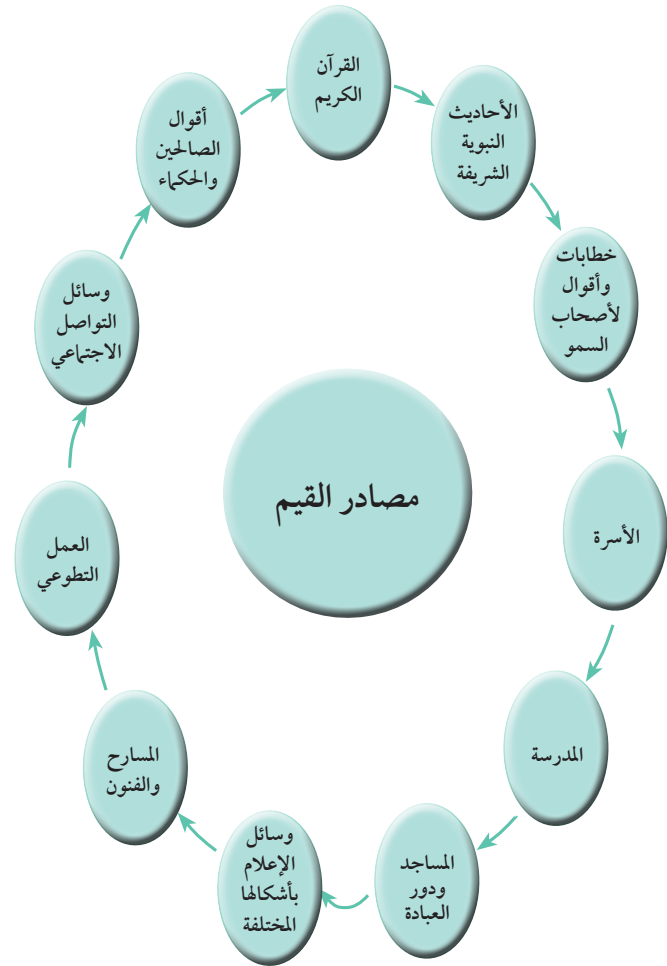 القرآن
الكريم
الأحاديث
النبوية
الشريفة
خطابات
وأقوال
لأصحاب
السمو
الأسرة
المدرسة
المساجد
ودور
العبادة
وسائل
الإعلام
بأشكالها
المختلفة
المسارح
والفنون
العمل
التطوعي
وسائل
التواصل
الاجتماعي
أقوال
الصالحين
والحكماء
مصادر القيم